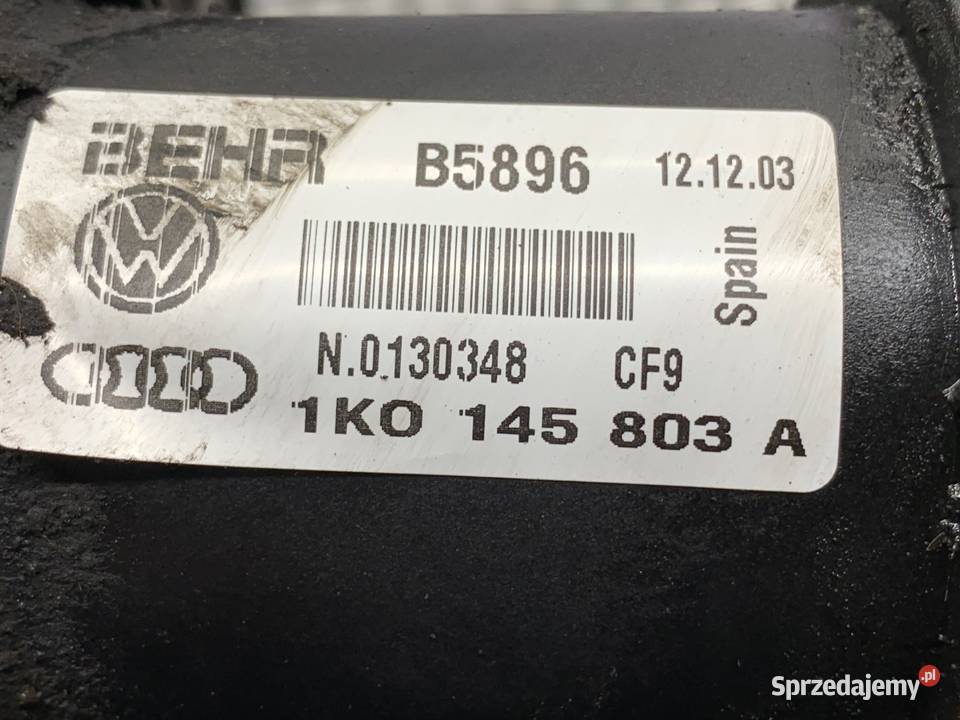 BEHR B5896 12.12.03
Spain
N.0130348 CF9
1K0 145 803 A
Sprzedajemy.pl